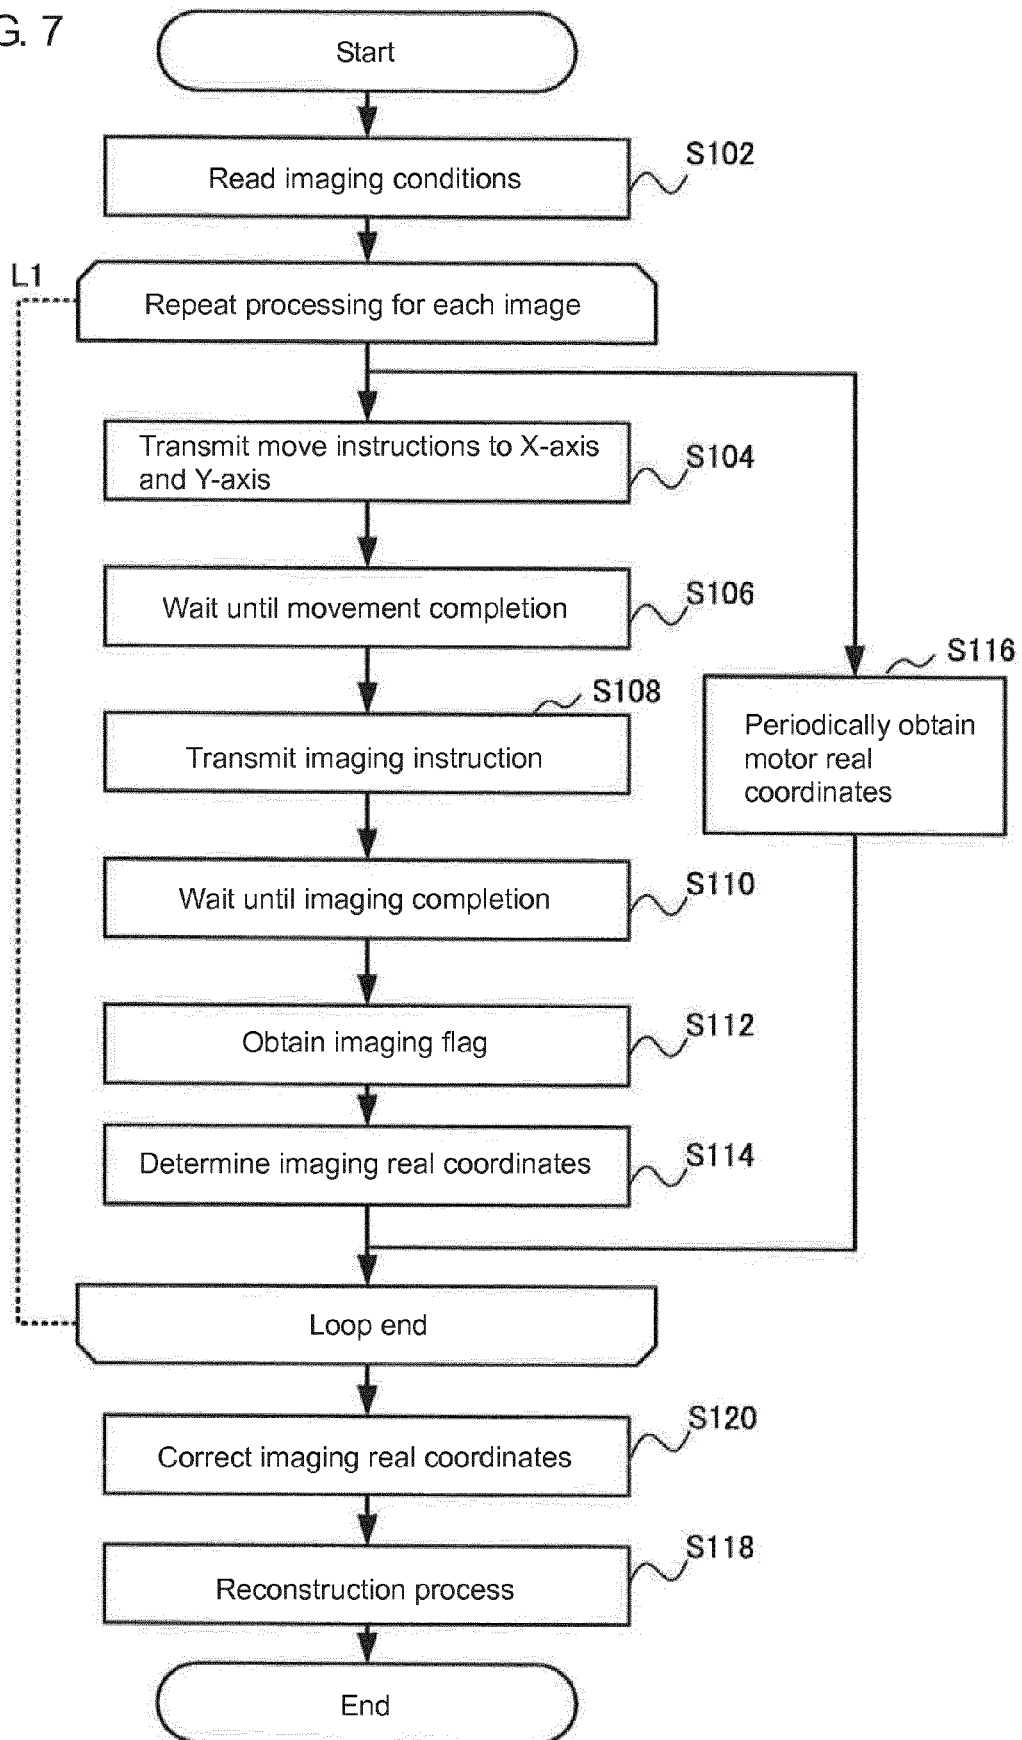 G. 7
Start
Read imaging conditions
S102
L1
Repeat processing for each image
Transmit move instructions to X-axis
and Y-axis
S104
Wait until movement completion
S106
S116
Periodically obtain
motor real
coordinates
S108
Transmit imaging instruction
Wait until imaging completion
S110
Obtain imaging flag
S112
Determine imaging real coordinates
S114
Loop end
Correct imaging real coordinates
S120
Reconstruction process
S118
End